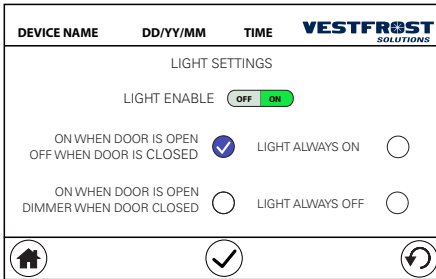 DEVICE NAME DD/YY/MM TIME VESTFROST
SOLUTIONS
LIGHT SETTINGS
LIGHT ENABLE OFF ON
ON WHEN DOOR IS OPEN
OFF WHEN DOOR IS CLOSED
LIGHT ALWAYS ON
ON WHEN DOOR IS OPEN
DIMMER WHEN DOOR CLOSED
LIGHT ALWAYS OFF